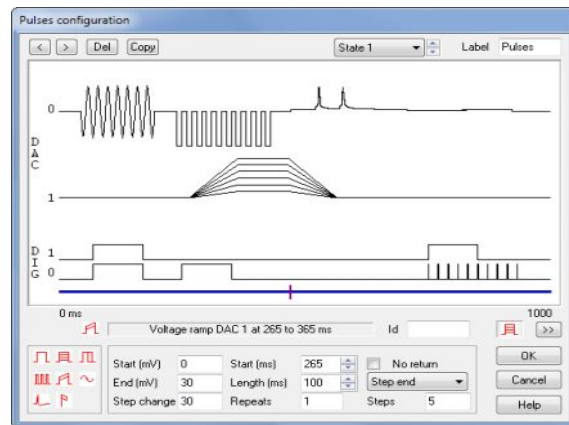 Pulses configuration
< > Del Copy State 1 Label Pulses
0
DAC
1
DIG 1
0
0 ms 1000
Voltage ramp DAC 1 at 265 to 365 ms Id >>
Start (mV) 0 Start (ms) 265 No return OK
End (mV) 30 Length (ms) 100 Step end Cancel
Step change 30 Repeats 1 Steps 5 Help